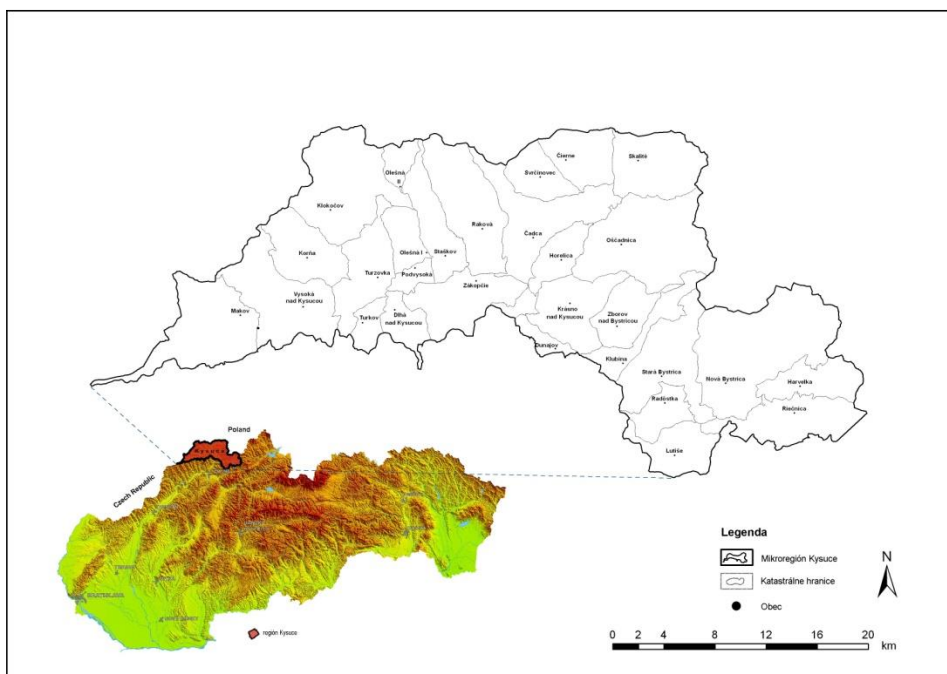 Čierne
Skalité
Svrčinovec
Olešná
II
Klokočov
Raková
Čadca
Oščadnica
Korňa
Olešná I
Staškov
Horelica
Turzovka
Podvysoká
Zákopčie
Vysoká
nad Kysucou
Makov
Turkov
Dlhá
nad Kysucou
Krásno
nad Kysucou
Zborov
nad Bystricou
Dunajov
Klubina
Stará Bystrica
Nová Bystrica
Harvelka
Radôstka
Riečnica
Lutiše
Poland
Kysuce
Czech Republic
BRATISLAVA
región Kysuce
Legenda
Mikroregión Kysuce
Katastrálne hranice
Obec
N
0 2 4 8 12 16 20
km